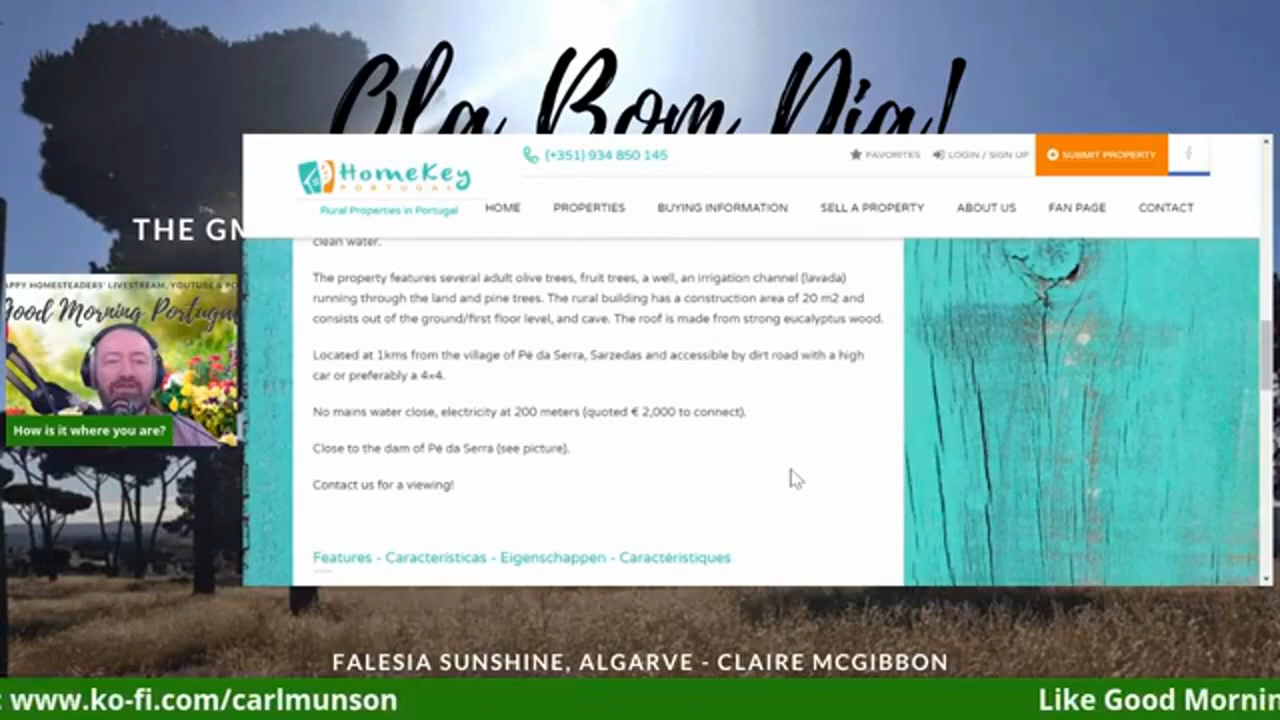 Ola Bom Dia!
HomeKey
PORTUGAL
Rural Properties in Portugal
(+351) 934 850 145
FAVORITES
LOGIN / SIGN UP
SUBMIT PROPERTY
HOME
PROPERTIES
BUYING INFORMATION
SELL A PROPERTY
ABOUT US
FAN PAGE
CONTACT
THE GM
clean water.
The property features several adult olive trees, fruit trees, a well, an irrigation channel (lavada)
running through the land and pine trees. The rural building has a construction area of 20 m2 and
consists out of the ground/first floor level, and cave. The roof is made from strong eucalyptus wood.
Located at 1kms from the village of Pé da Serra, Sarzedas and accessible by dirt road with a high
car or preferably a 4×4.
No mains water close, electricity at 200 meters (quoted € 2,000 to connect).
Close to the dam of Pé da Serra (see picture).
Contact us for a viewing!
Features - Caracteristicas - Eigenschappen - Caractéristiques
APPY HOMESTEADERS' LIVESTREAM, YOUTUBE & PO
Good Morning Portugal
How is it where you are?
FALESIA SUNSHINE, ALGARVE - CLAIRE MCGIBBON
: www.ko-fi.com/carlmunson
Like Good Mornin